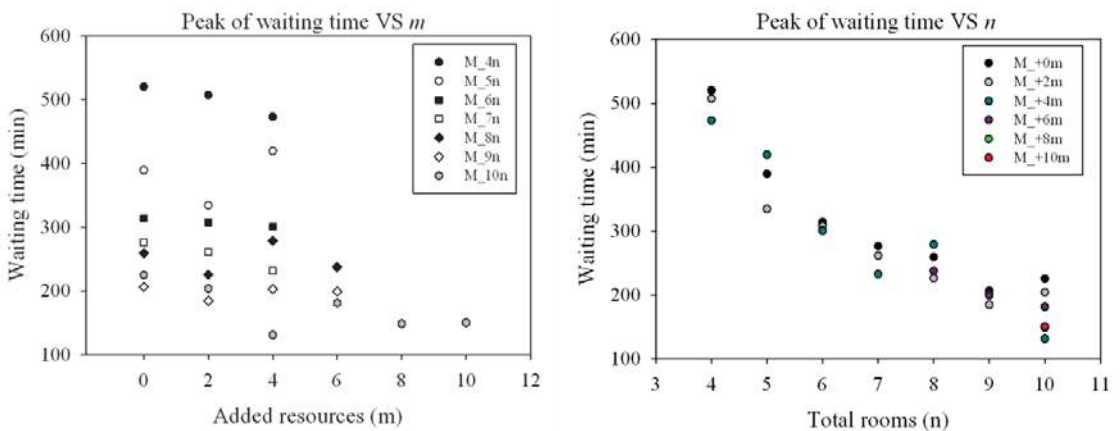 Peak of waiting time VS m
600
500
400
300
200
100
Waiting time (min)
M_4n
M_5n
M_6n
M_7n
M_8n
M_9n
M_10n
0 2 4 6 8 10 12
Added resources (m)
Peak of waiting time VS n
600
500
400
300
200
100
Waiting time (min)
M_+0m
M_+2m
M_+4m
M_+6m
M_+8m
M_+10m
3 4 5 6 7 8 9 10 11
Total rooms (n)